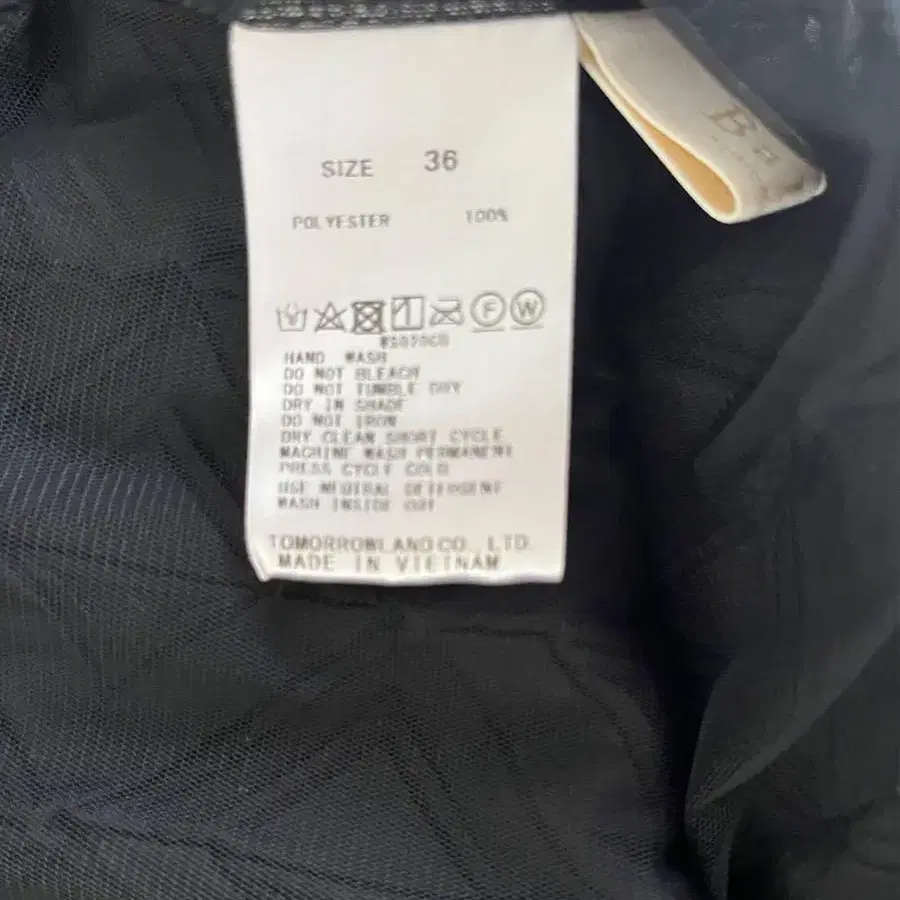 SIZE 36
POLYESTER 100%
F W
HAND WASH
DO NOT BLEACH
DO NOT TUMBLE DRY
DRY IN SHADE
DO NOT IRON
DRY CLEAN SHORT CYCLE
MACHINE WASH PERMANENT
PRESS CYCLE COLD
USE NEUTRAL DETERGENT
WASH INSIDE OUT
TOMORROWLAND CO., LTD.
MADE IN VIETNAM
B